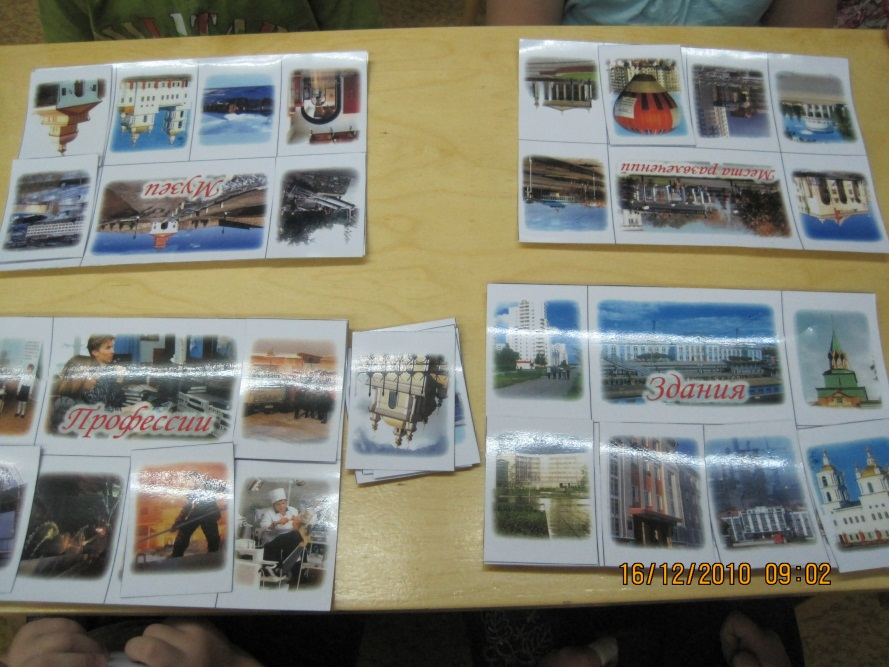 Музеи
Места развлечений
Профессии
Здания
16/12/2010 09:02